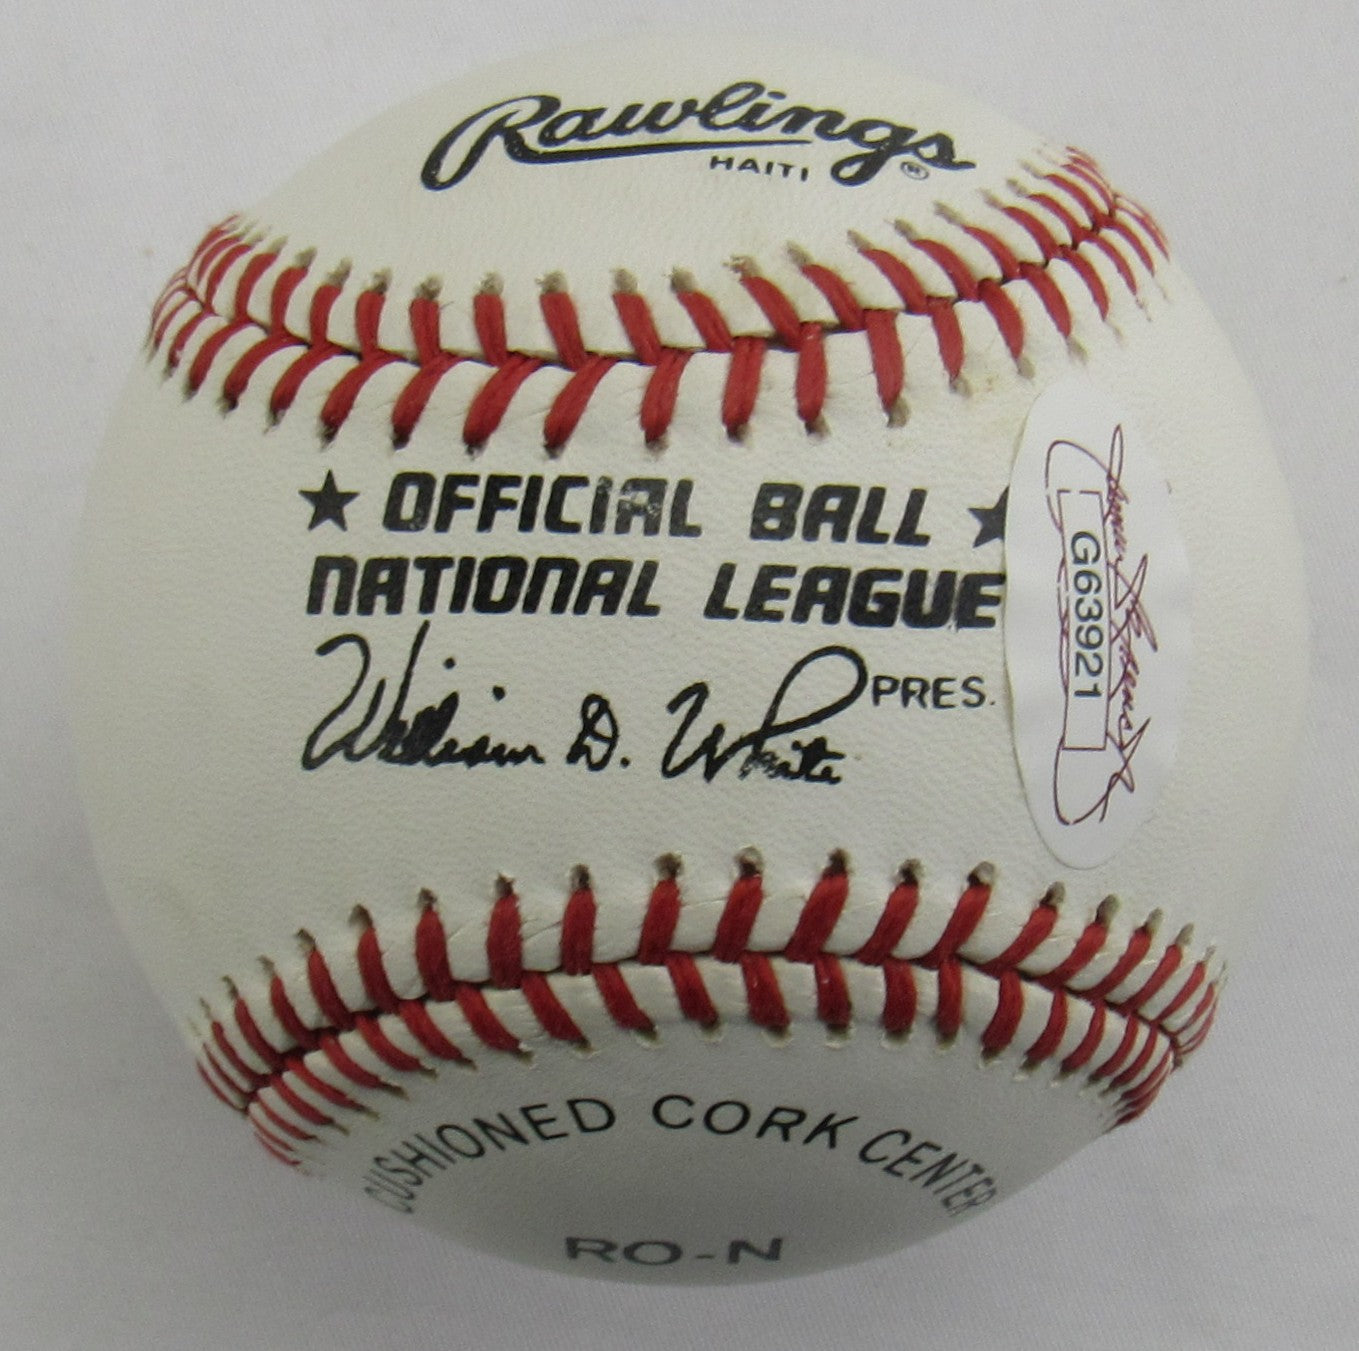 Rawlings
HAITI ®
★ OFFICIAL BALL ★
NATIONAL LEAGUE
William D. White PRES.
G63921
CUSHIONED CORK CENTER
RO-N